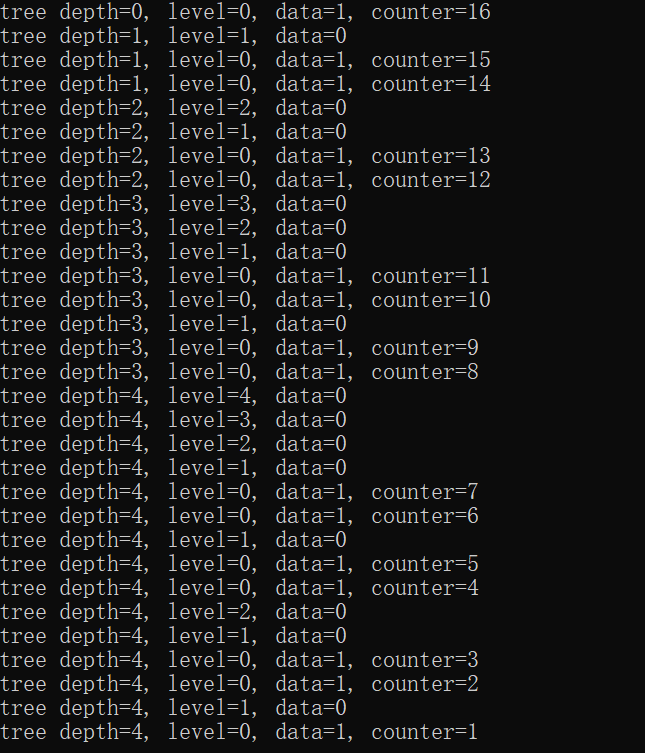 tree depth=0, level=0, data=1, counter=16
tree depth=1, level=1, data=0
tree depth=1, level=0, data=1, counter=15
tree depth=1, level=0, data=1, counter=14
tree depth=2, level=2, data=0
tree depth=2, level=1, data=0
tree depth=2, level=0, data=1, counter=13
tree depth=2, level=0, data=1, counter=12
tree depth=3, level=3, data=0
tree depth=3, level=2, data=0
tree depth=3, level=1, data=0
tree depth=3, level=0, data=1, counter=11
tree depth=3, level=0, data=1, counter=10
tree depth=3, level=1, data=0
tree depth=3, level=0, data=1, counter=9
tree depth=3, level=0, data=1, counter=8
tree depth=4, level=4, data=0
tree depth=4, level=3, data=0
tree depth=4, level=2, data=0
tree depth=4, level=1, data=0
tree depth=4, level=0, data=1, counter=7
tree depth=4, level=0, data=1, counter=6
tree depth=4, level=1, data=0
tree depth=4, level=0, data=1, counter=5
tree depth=4, level=0, data=1, counter=4
tree depth=4, level=2, data=0
tree depth=4, level=1, data=0
tree depth=4, level=0, data=1, counter=3
tree depth=4, level=0, data=1, counter=2
tree depth=4, level=1, data=0
tree depth=4, level=0, data=1, counter=1